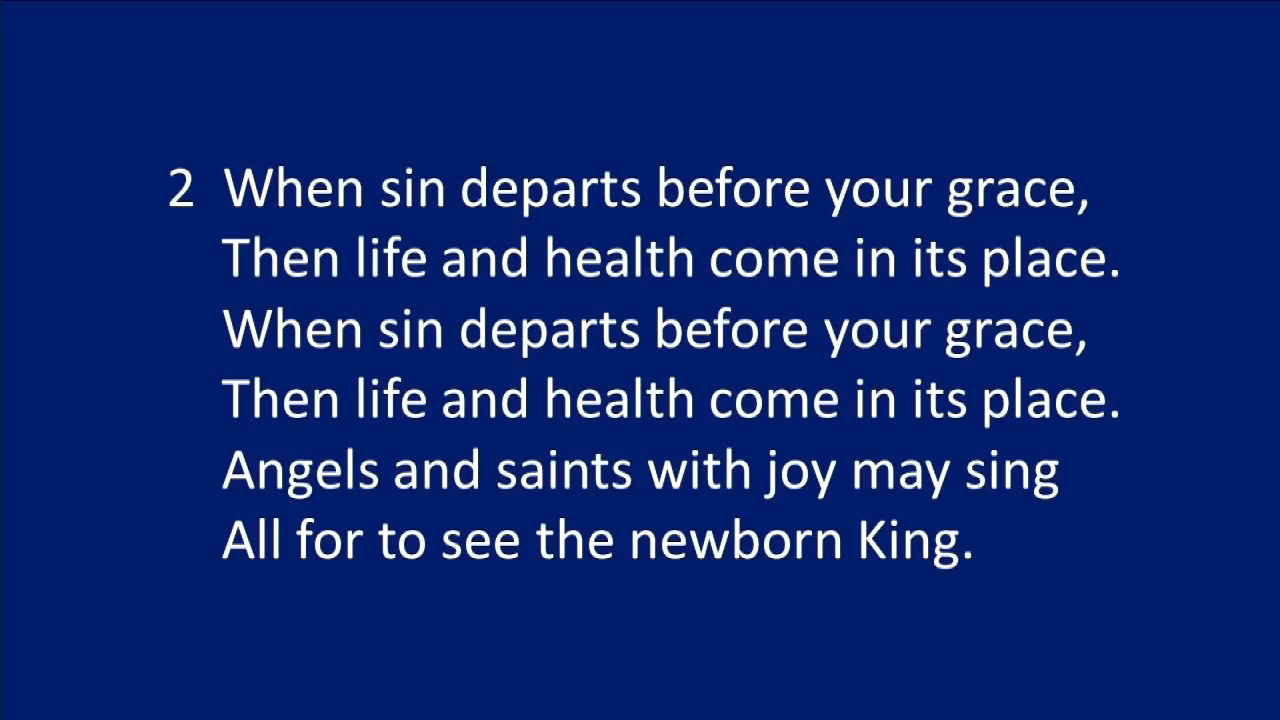 2 When sin departs before your grace,
Then life and health come in its place.
When sin departs before your grace,
Then life and health come in its place.
Angels and saints with joy may sing
All for to see the newborn King.